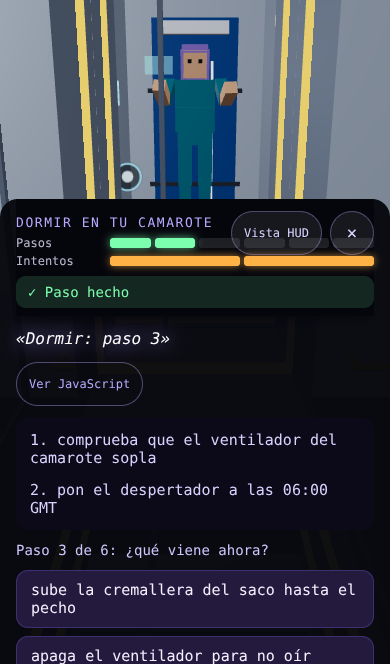 DORMIR EN TU CAMAROTE
Vista HUD
×
Pasos
Intentos
✓ Paso hecho
«Dormir: paso 3»
Ver JavaScript
1. comprueba que el ventilador del
camarote sopla
2. pon el despertador a las 06:00
GMT
Paso 3 de 6: ¿qué viene ahora?
sube la cremallera del saco hasta el
pecho
apaga el ventilador para no oír